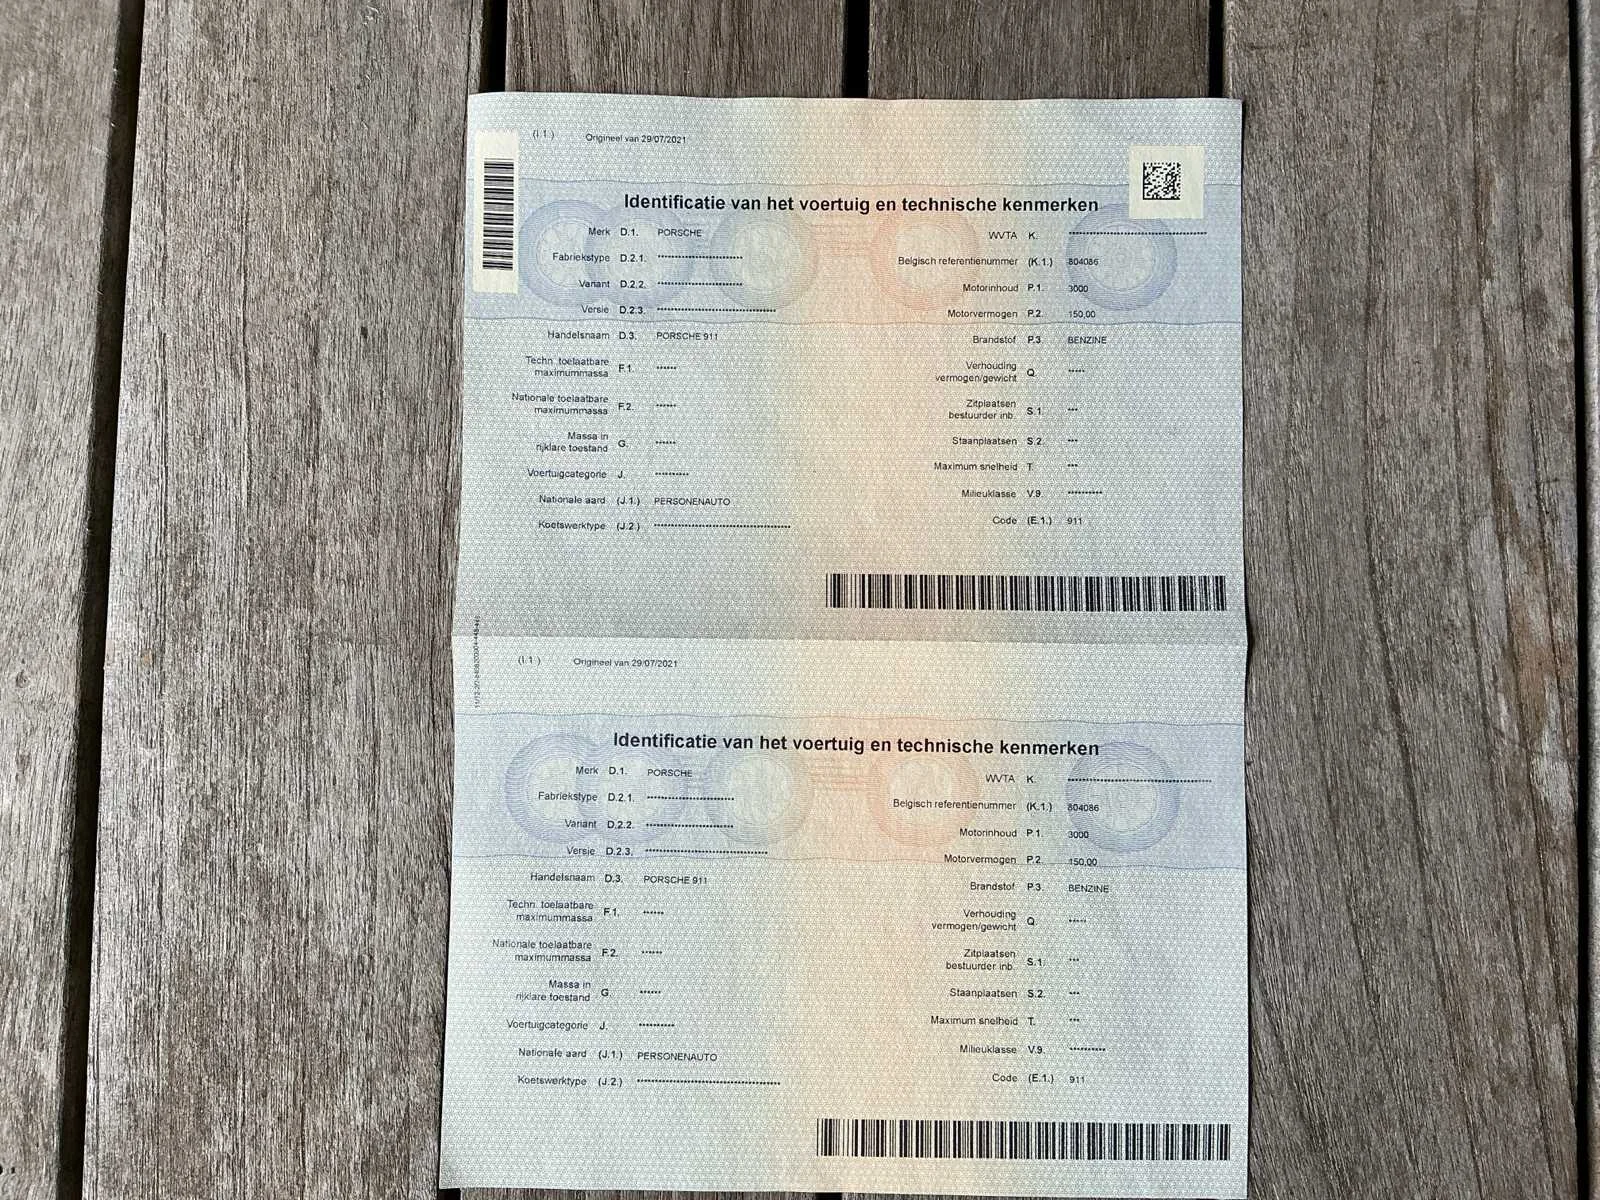 (I.1.) Origineel van 29/07/2021
Identificatie van het voertuig en technische kenmerken
Merk D.1. PORSCHE
Fabriekstype D.2.1. ********************
Variant D.2.2. ********************
Versie D.2.3. ****************************
Handelsnaam D.3. PORSCHE 911
Techn. toelaatbare
maximummassa F.1. *****
Nationale toelaatbare
maximummassa F.2. *****
Massa in
rijklare toestand G. *****
Voertuigcategorie J. ********
Nationale aard (J.1.) PERSONENAUTO
Koetswerktype (J.2.) ********************************
WVTA K. ********************************
Belgisch referentienummer (K.1.) 804086
Motorinhoud P.1. 3000
Motorvermogen P.2. 150,00
Brandstof P.3. BENZINE
Verhouding
vermogen/gewicht Q. ****
Zitplaatsen
bestuurder inb. S.1. ***
Staanplaatsen S.2. ***
Maximum snelheid T. ***
Milieuklasse V.9. *********
Code (E.1.) 911
(I.1.) Origineel van 29/07/2021
Identificatie van het voertuig en technische kenmerken
Merk D.1. PORSCHE
Fabriekstype D.2.1. ********************
Variant D.2.2. ********************
Versie D.2.3. ****************************
Handelsnaam D.3. PORSCHE 911
Techn. toelaatbare
maximummassa F.1. *****
Nationale toelaatbare
maximummassa F.2. *****
Massa in
rijklare toestand G. *****
Voertuigcategorie J. ********
Nationale aard (J.1.) PERSONENAUTO
Koetswerktype (J.2.) ********************************
WVTA K. ********************************
Belgisch referentienummer (K.1.) 804086
Motorinhoud P.1. 3000
Motorvermogen P.2. 150,00
Brandstof P.3. BENZINE
Verhouding
vermogen/gewicht Q. ****
Zitplaatsen
bestuurder inb. S.1. ***
Staanplaatsen S.2. ***
Maximum snelheid T. ***
Milieuklasse V.9. *********
Code (E.1.) 911